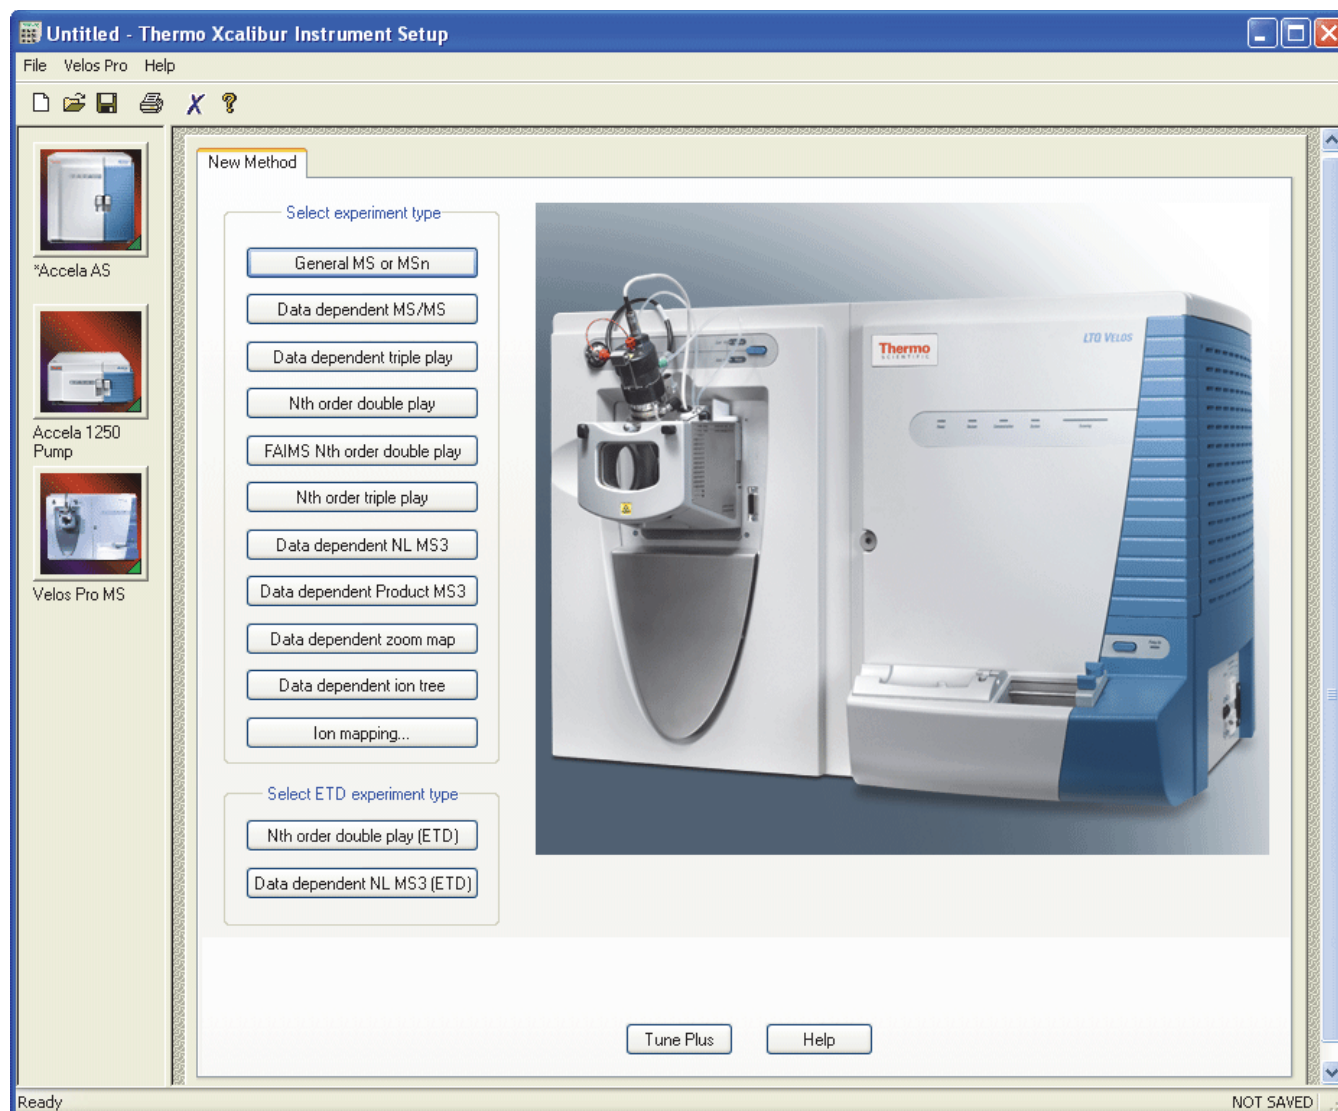 Untitled - Thermo Xcalibur Instrument Setup
File Velos Pro Help
*Accela AS
Accela 1250
Pump
Velos Pro MS
New Method
Select experiment type
General MS or MSn
Data dependent MS/MS
Data dependent triple play
Nth order double play
FAIMS Nth order double play
Nth order triple play
Data dependent NL MS3
Data dependent Product MS3
Data dependent zoom map
Data dependent ion tree
Ion mapping...
Select ETD experiment type
Nth order double play (ETD)
Data dependent NL MS3 (ETD)
Thermo
SCIENTIFIC
LTQ VELOS
Tune Plus Help
Ready NOT SAVED